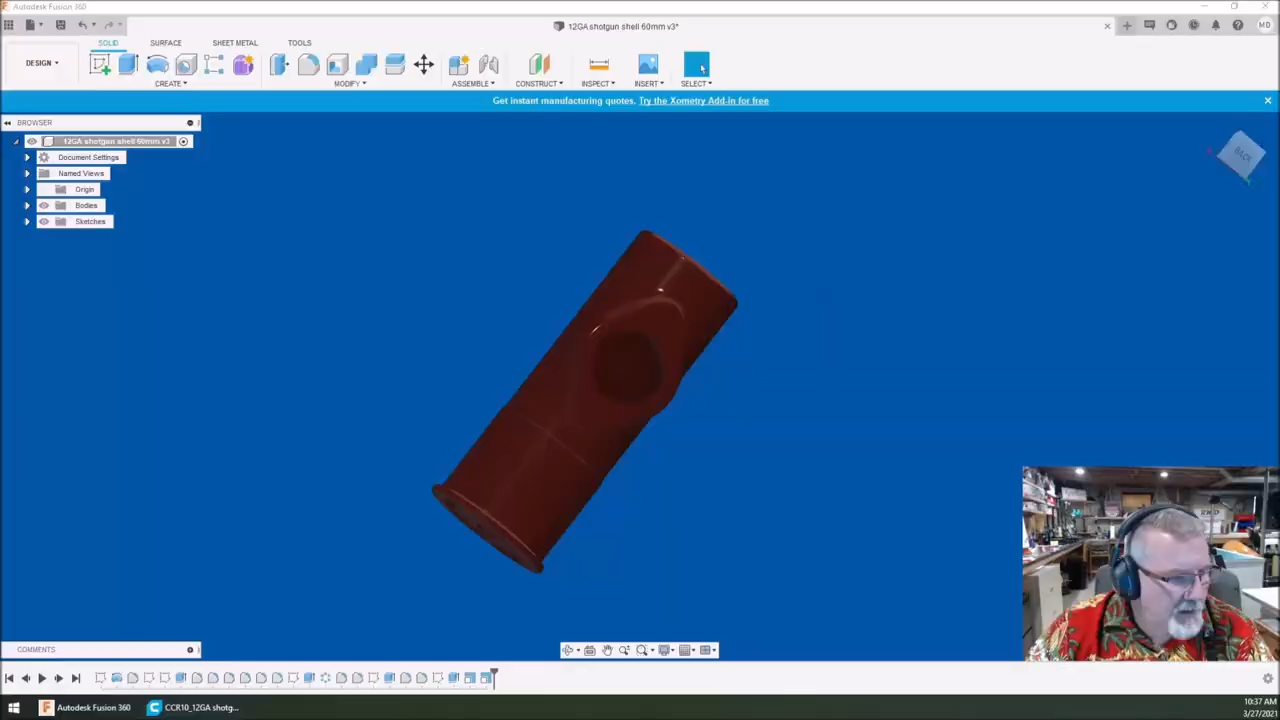 Autodesk Fusion 360
12GA shotgun shell 60mm v3*
MD
DESIGN
SOLID
SURFACE
SHEET METAL
TOOLS
CREATE
MODIFY
ASSEMBLE
CONSTRUCT
INSPECT
INSERT
SELECT
Get instant manufacturing quotes. Try the Xometry Add-in for free
BROWSER
12GA shotgun shell 60mm v3
Document Settings
Named Views
Origin
Bodies
Sketches
BACK
COMMENTS
Autodesk Fusion 360
CCR10_12GA shotg...
10:37 AM
3/27/2021